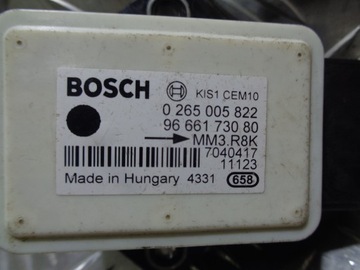 BOSCH KIS1 CEM10
0 265 005 822
96 661 730 80
MM3.R8K
7040417
11123
Made in Hungary 4331 658